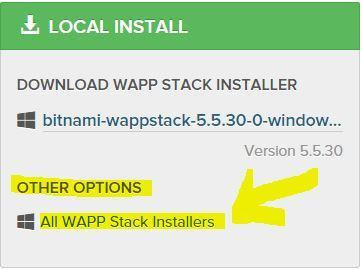 LOCAL INSTALL
DOWNLOAD WAPP STACK INSTALLER
bitnami-wappstack-5.5.30-0-window...
Version 5.5.30
OTHER OPTIONS
All WAPP Stack Installers